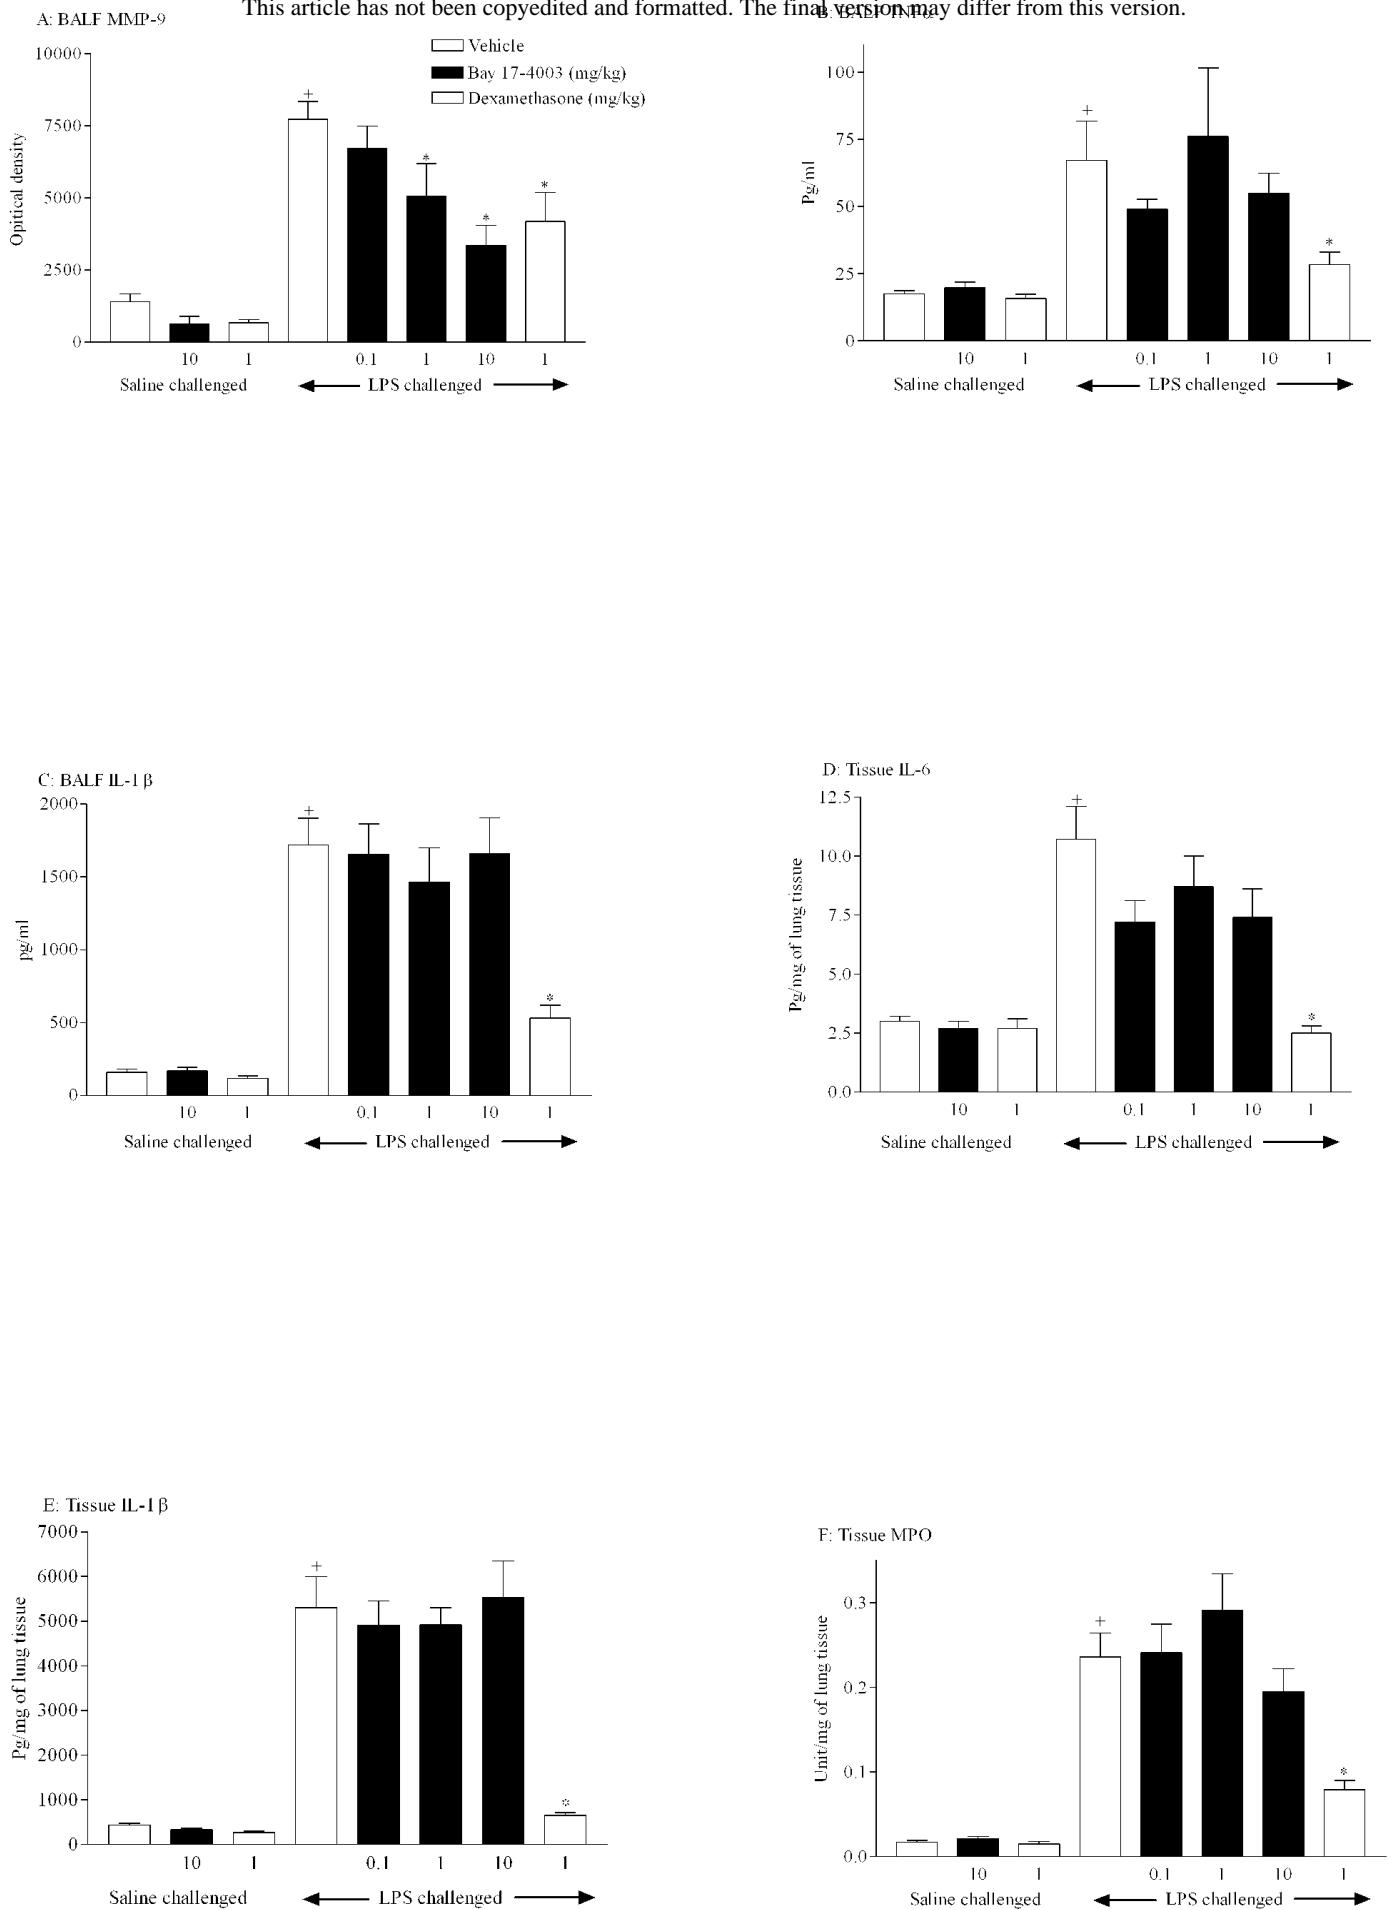 This article has not been copyedited and formatted. The final version may differ from this version.
A: BALF MMP-9
Vehicle
Bay 17-4003 (mg/kg)
Dexamethasone (mg/kg)
Opitical density
10000
7500
5000
2500
0
+
*
*
*
10 1 0.1 1 10 1
Saline challenged LPS challenged
B: BALF TNFα
Pg/ml
100
75
50
25
0
+
*
10 1 0.1 1 10 1
Saline challenged LPS challenged
C: BALF IL-1β
pg/ml
2000
1500
1000
500
0
+
*
10 1 0.1 1 10 1
Saline challenged LPS challenged
D: Tissue IL-6
Pg/mg of lung tissue
12.5
10.0
7.5
5.0
2.5
0.0
+
*
10 1 0.1 1 10 1
Saline challenged LPS challenged
E: Tissue IL-1β
Pg/mg of lung tissue
7000
6000
5000
4000
3000
2000
1000
0
+
*
10 1 0.1 1 10 1
Saline challenged LPS challenged
F: Tissue MPO
Unit/mg of lung tissue
0.3
0.2
0.1
0.0
+
*
10 1 0.1 1 10 1
Saline challenged LPS challenged